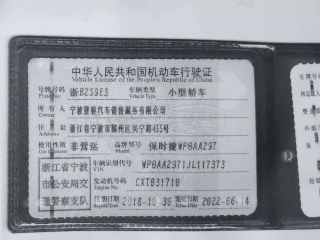 中华人民共和国机动车行驶证
Vehicle License of the People's Republic of China
号牌号码 浙B2S9E3 车辆类型 小型轿车
Plate No. Vehicle Type
所有人 宁波捷骏汽车销售服务有限公司
Owner
住址 浙江省宁波市鄞州区兴宁路455号
Address
使用性质 非营运 品牌型号 保时捷WP0AA297
Use Character Model
浙江省宁波 车辆识别代号 WP0AA2971JL117373
VIN
市公安局交 发动机号码 CXT031710
Engine No.
通警察支队 注册日期 2018-10-30 发证日期 2022-06-14
Register Date Issue Date